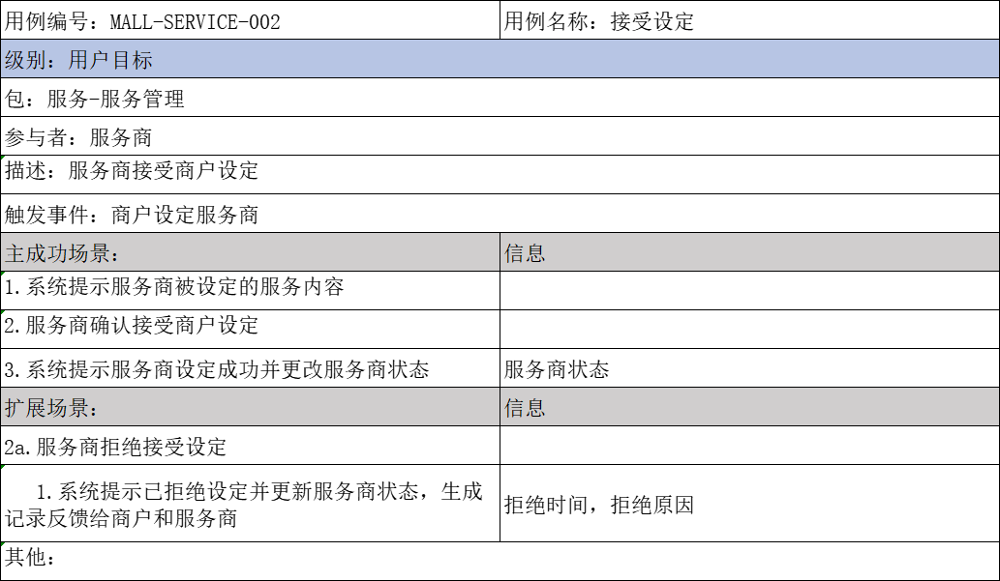 用例编号：MALL-SERVICE-002
用例名称：接受设定
级别：用户目标
包：服务-服务管理
参与者：服务商
描述：服务商接受商户设定
触发事件：商户设定服务商
主成功场景：
信息
1.系统提示服务商被设定的服务内容
2.服务商确认接受商户设定
3.系统提示服务商设定成功并更改服务商状态
服务商状态
扩展场景：
信息
2a.服务商拒绝接受设定
1.系统提示已拒绝设定并更新服务商状态，生成
记录反馈给商户和服务商
拒绝时间，拒绝原因
其他：